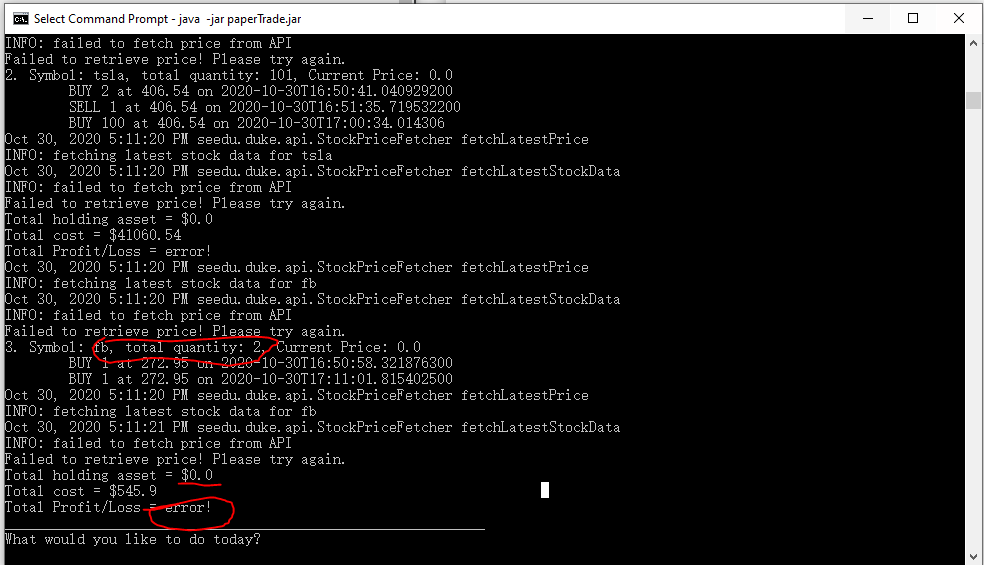 Select Command Prompt - java  -jar paperTrade.jar
INFO: failed to fetch price from API
Failed to retrieve price! Please try again.
2. Symbol: tsla, total quantity: 101, Current Price: 0.0
        BUY 2 at 406.54 on 2020-10-30T16:50:41.040929200
        SELL 1 at 406.54 on 2020-10-30T16:51:35.719532200
        BUY 100 at 406.54 on 2020-10-30T17:00:34.014306
Oct 30, 2020 5:11:20 PM seedu.duke.api.StockPriceFetcher fetchLatestPrice
INFO: fetching latest stock data for tsla
Oct 30, 2020 5:11:20 PM seedu.duke.api.StockPriceFetcher fetchLatestStockData
INFO: failed to fetch price from API
Failed to retrieve price! Please try again.
Total holding asset = $0.0
Total cost = $41060.54
Total Profit/Loss = error!
Oct 30, 2020 5:11:20 PM seedu.duke.api.StockPriceFetcher fetchLatestPrice
INFO: fetching latest stock data for fb
Oct 30, 2020 5:11:20 PM seedu.duke.api.StockPriceFetcher fetchLatestStockData
INFO: failed to fetch price from API
Failed to retrieve price! Please try again.
3. Symbol: fb, total quantity: 2, Current Price: 0.0
        BUY 1 at 272.95 on 2020-10-30T16:50:58.321876300
        BUY 1 at 272.95 on 2020-10-30T17:11:01.815402500
Oct 30, 2020 5:11:20 PM seedu.duke.api.StockPriceFetcher fetchLatestPrice
INFO: fetching latest stock data for fb
Oct 30, 2020 5:11:21 PM seedu.duke.api.StockPriceFetcher fetchLatestStockData
INFO: failed to fetch price from API
Failed to retrieve price! Please try again.
Total holding asset = $0.0
Total cost = $545.9
Total Profit/Loss = error!
What would you like to do today?